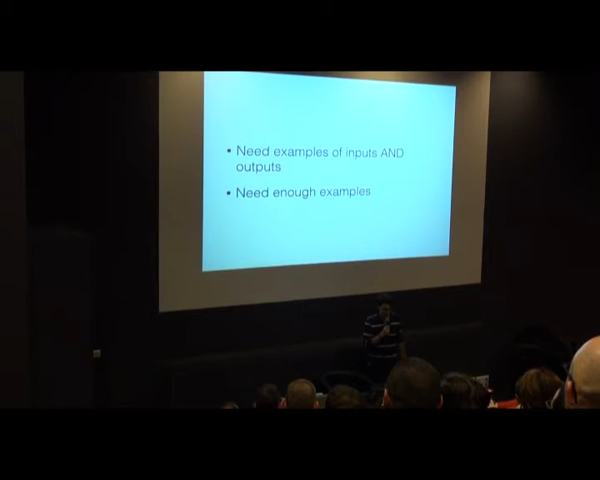 • Need examples of inputs AND
outputs
• Need enough examples